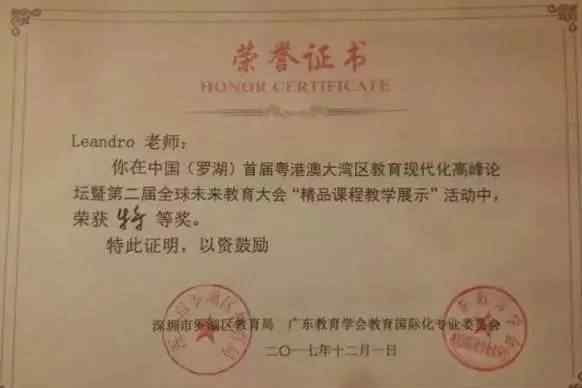 荣誉证书
HONOR CERTIFICATE
Leandro 老师:
你在中国（罗湖）首届粤港澳大湾区教育现代化高峰论
坛暨第二届全球未来教育大会“精品课程教学展示”活动中,
荣获 特 等奖。
特此证明，以资鼓励
深圳市罗湖区教育局 广东教育学会教育国际化专业委员会
二〇一七年十二月一日